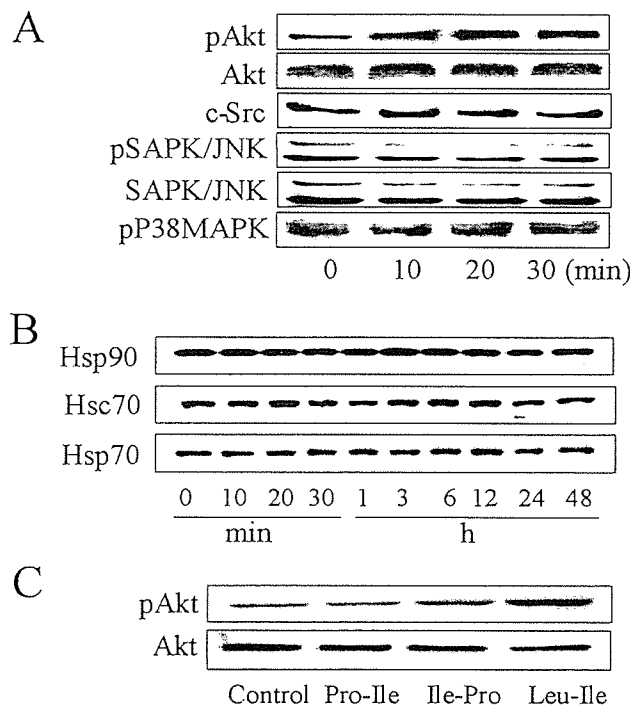 A
pAkt
Akt
c-Src
pSAPK/JNK
SAPK/JNK
pP38MAPK
0 10 20 30 (min)
B
Hsp90
Hsc70
Hsp70
0 10 20 30 1 3 6 12 24 48
min h
C
pAkt
Akt
Control Pro-Ile Ile-Pro Leu-Ile